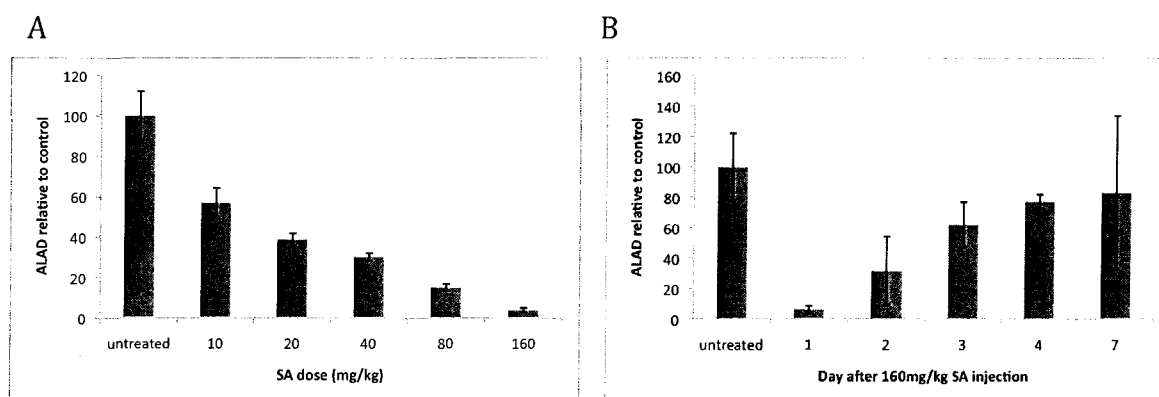 A
ALAD relative to control
120
100
80
60
40
20
0
untreated 10 20 40 80 160
SA dose (mg/kg)
B
ALAD relative to control
160
140
120
100
80
60
40
20
0
untreated 1 2 3 4 7
Day after 160mg/kg SA injection